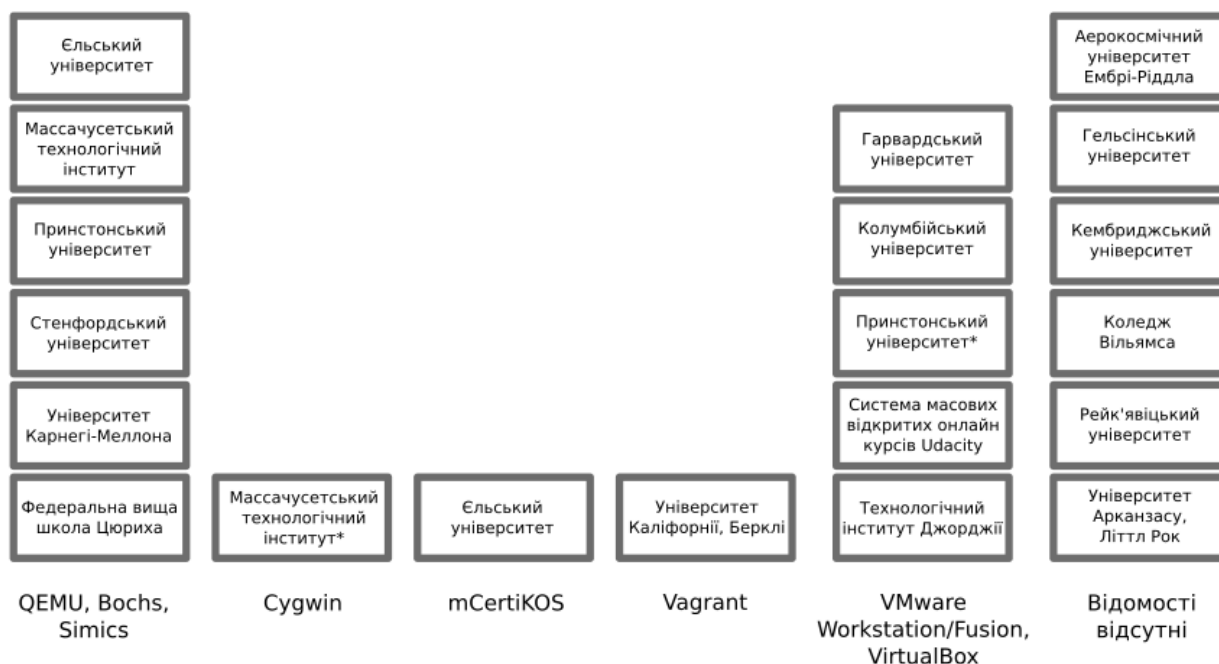 Єльський
університет
Массачусетський
технологічний
інститут
Принстонський
університет
Стенфордський
університет
Університет
Карнегі-Меллона
Федеральна вища
школа Цюриха
QEMU, Bochs,
Simics
Массачусетський
технологічний
інститут*
Cygwin
Єльський
університет
mCertiKOS
Університет
Каліфорнії, Берклі
Vagrant
Гарвардський
університет
Колумбійський
університет
Принстонський
університет*
Система масових
відкритих онлайн
курсів Udacity
Технологічний
інститут Джорджії
VMware
Workstation/Fusion,
VirtualBox
Аерокосмічний
університет
Ембрі-Ріддла
Гельсінський
університет
Кембриджський
університет
Коледж
Вільямса
Рейк'явіцький
університет
Університет
Арканзасу,
Літтл Рок
Відомості
відсутні